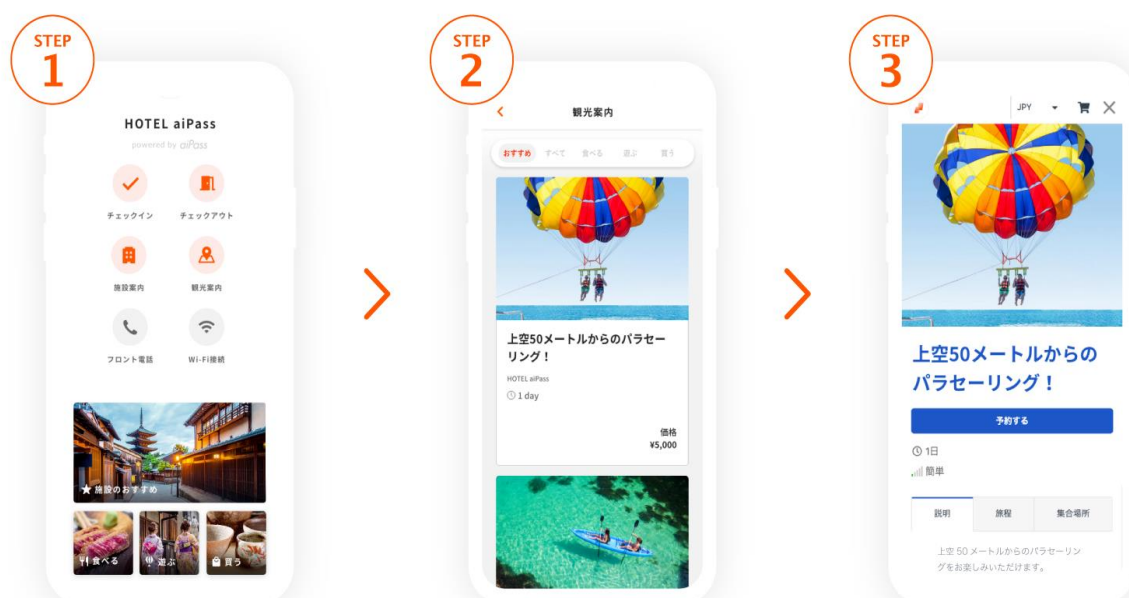 STEP
1
HOTEL aiPass
powered by aiPass
チェックイン
チェックアウト
施設案内
観光案内
フロント電話
Wi-Fi接続
施設のおすすめ
食べる
遊ぶ
買う
STEP
2
観光案内
おすすめ
すべて
食べる
遊ぶ
買う
上空50メートルからのパラセー
リング！
HOTEL aiPass
1 day
価格
¥5,000
STEP
3
JPY
上空50メートルからの
パラセーリング！
予約する
1日
簡単
説明
旅程
集合場所
上空 50 メートルからのパラセーリン
グをお楽しみいただけます。